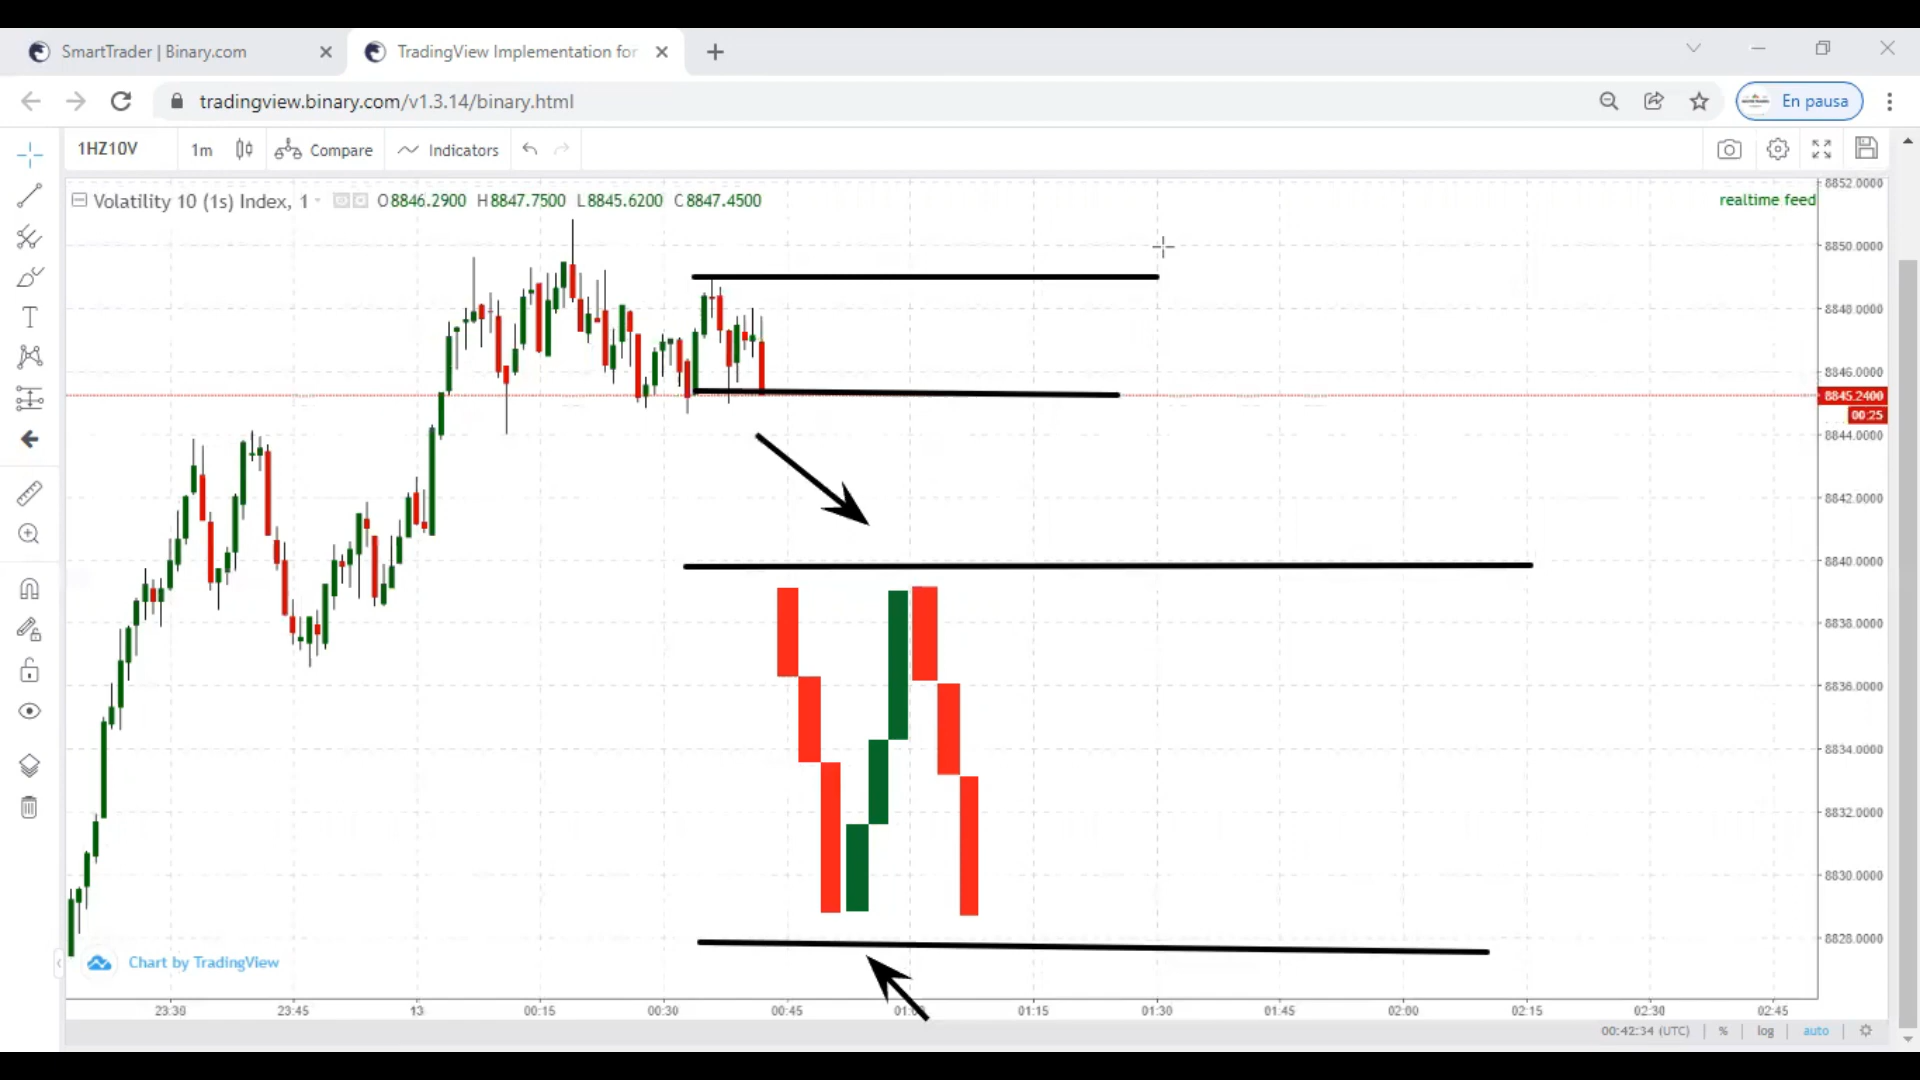 SmartTrader | Binary.com
TradingView Implementation for
tradingview.binary.com/v1.3.14/binary.html
En pausa
1HZ10V
1m
Compare
Indicators
Volatility 10 (1s) Index, 1
O8846.2900 H8847.7500 L8845.6200 C8847.4500
realtime feed
8852.0000
8850.0000
8848.0000
8846.0000
8845.2400
00:25
8844.0000
8842.0000
8840.0000
8838.0000
8836.0000
8834.0000
8832.0000
8830.0000
8828.0000
Chart by TradingView
23:30
23:45
13
00:15
00:30
00:45
01:15
01:30
01:45
02:00
02:15
02:30
02:45
00:42:34 (UTC)
%
log
auto